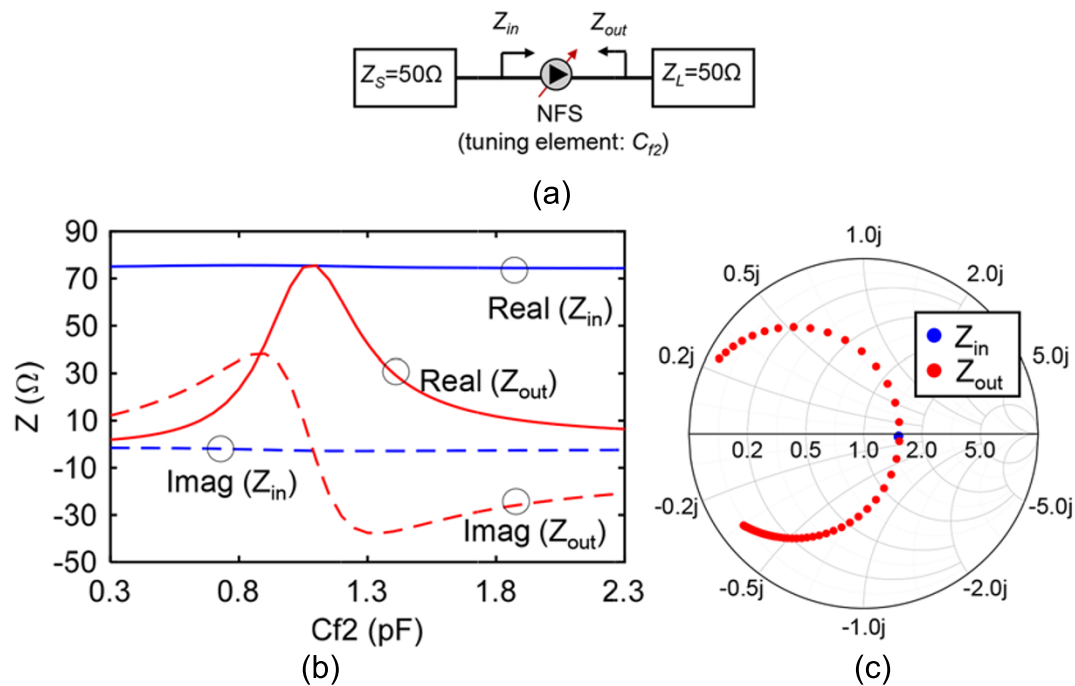 Z_in
Z_out
Z_S=50Ω
Z_L=50Ω
NFS
(tuning element: C_f2)
(a)
90
70
50
30
10
-10
-30
-50
Z (Ω)
Real (Z_in)
Real (Z_out)
Imag (Z_in)
Imag (Z_out)
0.3
0.8
1.3
1.8
2.3
Cf2 (pF)
(b)
1.0j
0.5j
2.0j
0.2j
5.0j
Z_in
Z_out
0.2
0.5
1.0
2.0
5.0
-0.2j
-5.0j
-0.5j
-2.0j
-1.0j
(c)